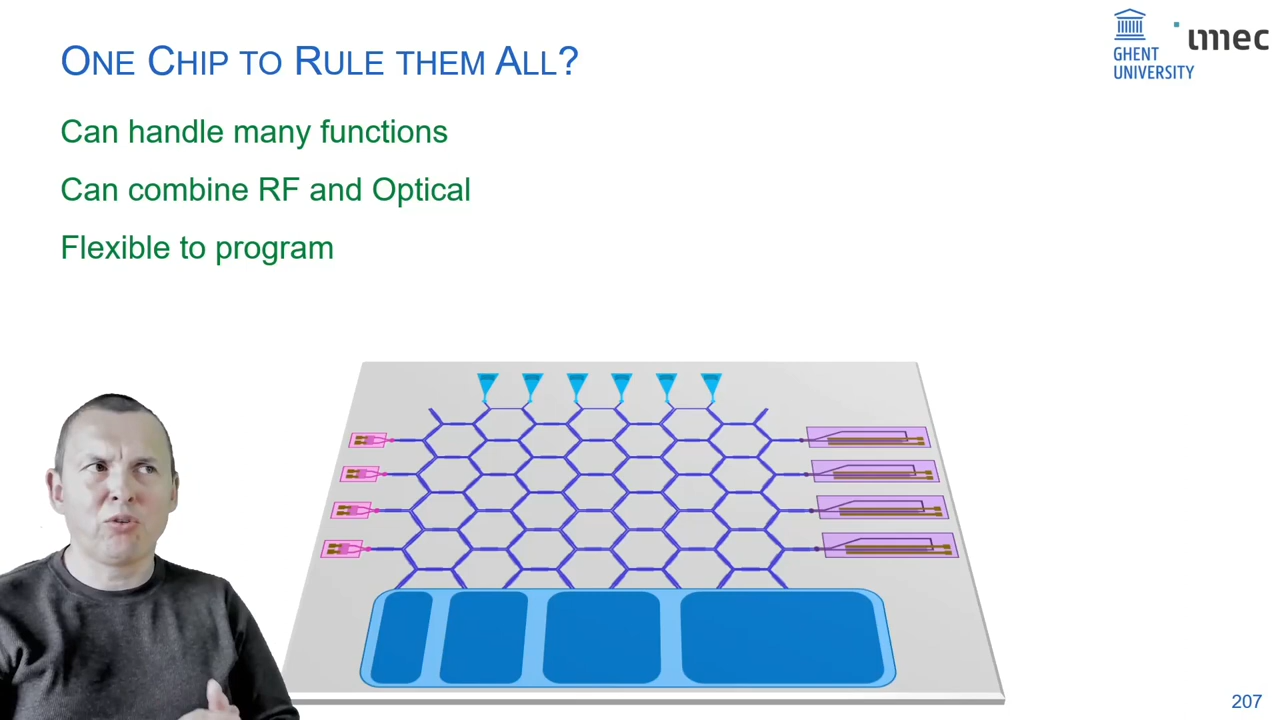 ONE CHIP TO RULE THEM ALL?
GHENT
UNIVERSITY
imec
Can handle many functions
Can combine RF and Optical
Flexible to program
207